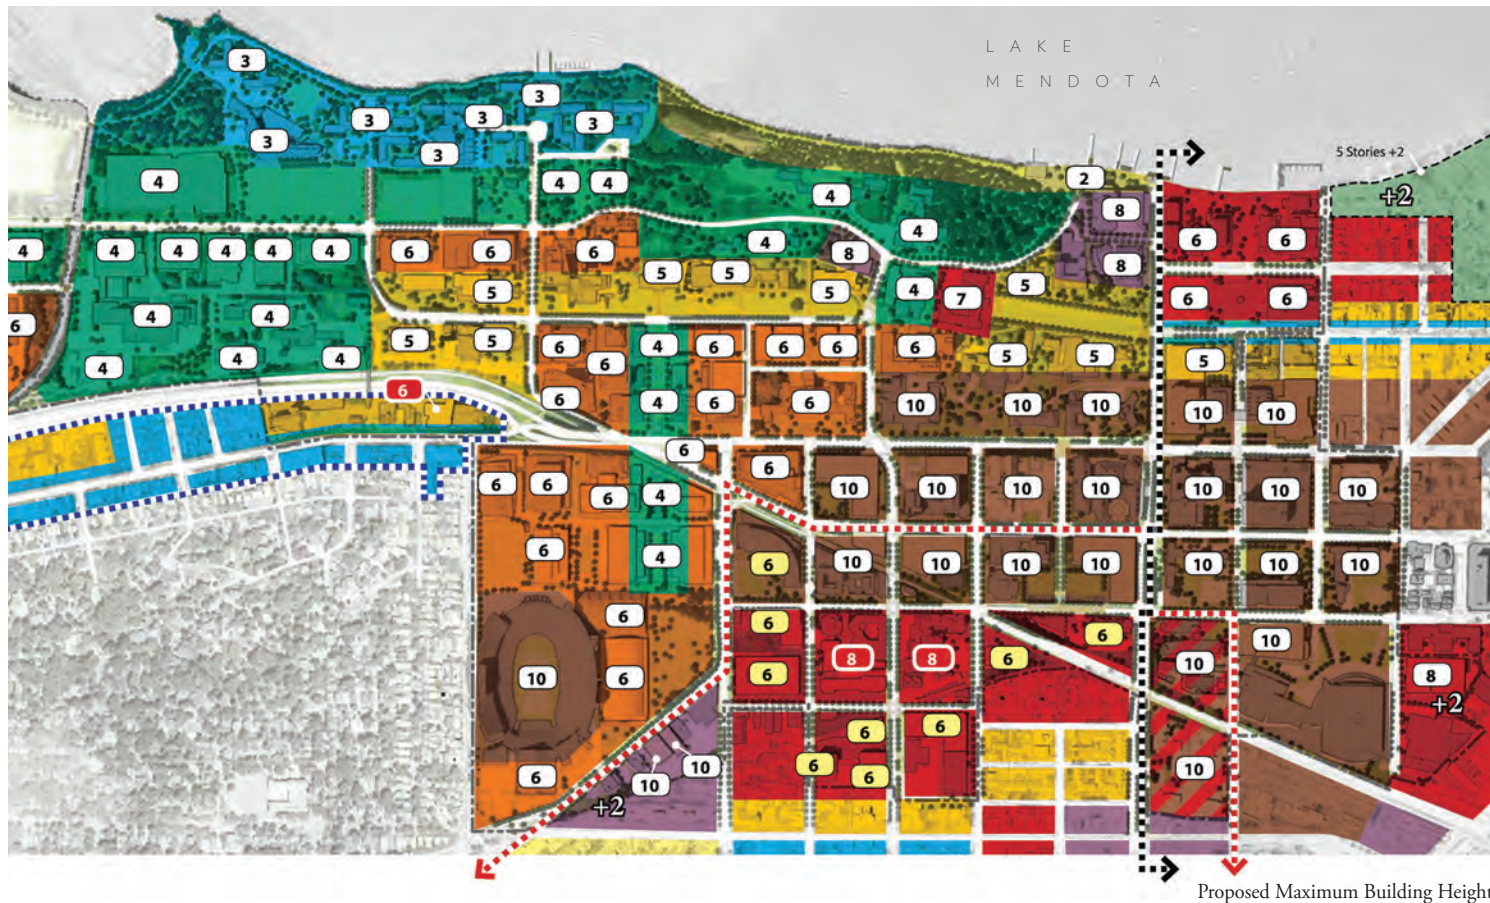 LAKE
3
MENDOTA
3
3 3 3
5 Stories +2
3 3
4 4 4 2 +2
4 8
4 6 6
4 4 4 4 4 4 6 6 6 4 8 8
5 5
5 5 4 7 5 6 6
6 4 4
5 5 6 4 6 6 6 6 5 5 5
4 4 4 6
6 6 4 6 6 10 10 10 10 10
6 6
6 6 6 4 10 10 10 10 10 10 10
6 4 6 10 10 10 10 10 10 10
6 6 6 10
10 6 6 8 8 6 10 8
+2
6 6
6 10 10 6 6 10
+2
Proposed Maximum Building Height